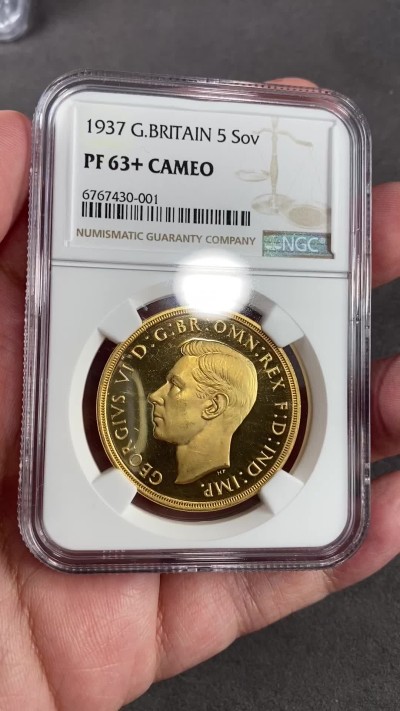 1937 G.BRITAIN 5 Sov
PF 63+ CAMEO
6767430-001
NUMISMATIC GUARANTY COMPANY
NGC
GEORGIVS VI D:G:BR:OMN:REX F:D:IND:IMP.
HP